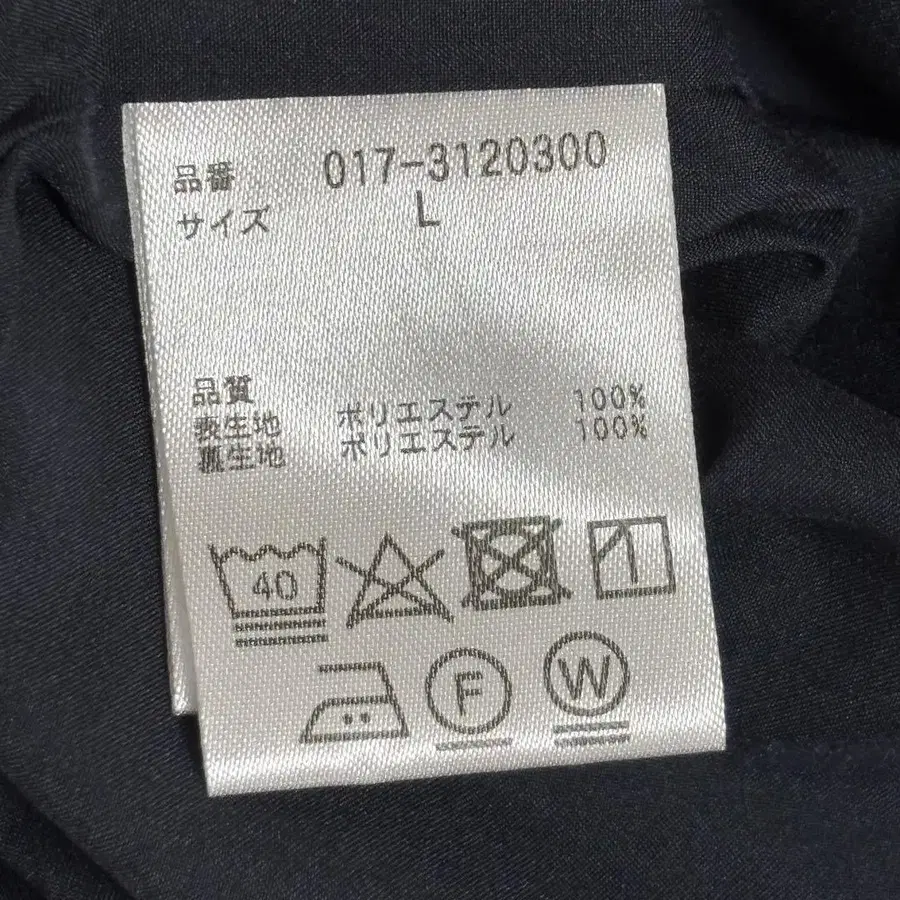 品番 017-3120300
サイズ L
品質
表生地 ポリエステル 100%
裏生地 ポリエステル 100%
40
F W